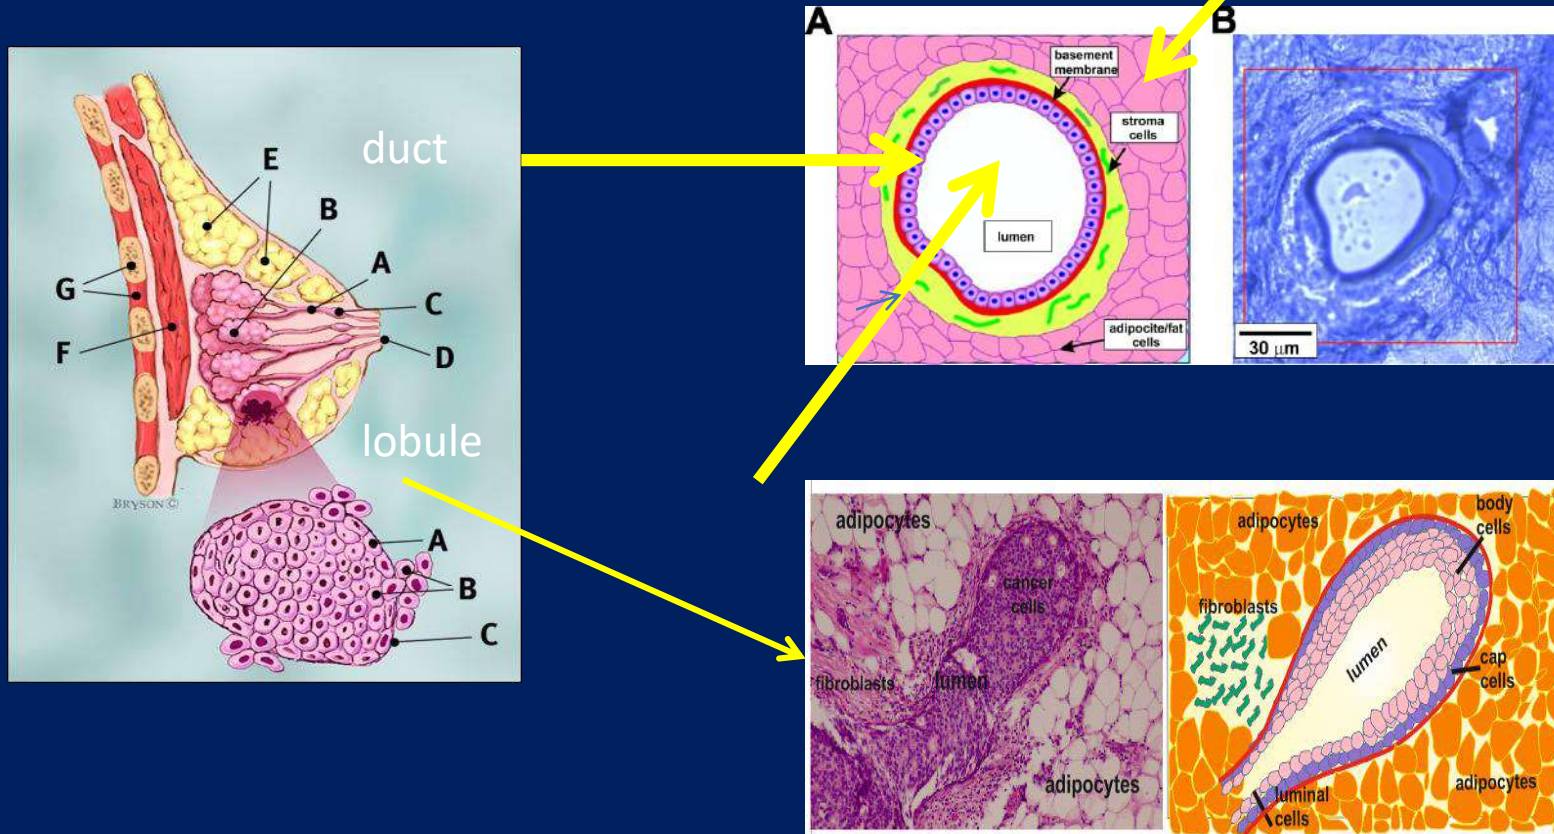 duct
E
B
A
C
G
F
D
lobule
BRYSON ©
A
B
C
A
basement
membrane
stroma
cells
lumen
adipocite/fat
cells
B
30 μm
adipocytes
cancer
cells
fibroblasts
lumen
adipocytes
adipocytes
body
cells
fibroblasts
lumen
cap
cells
luminal
cells
adipocytes